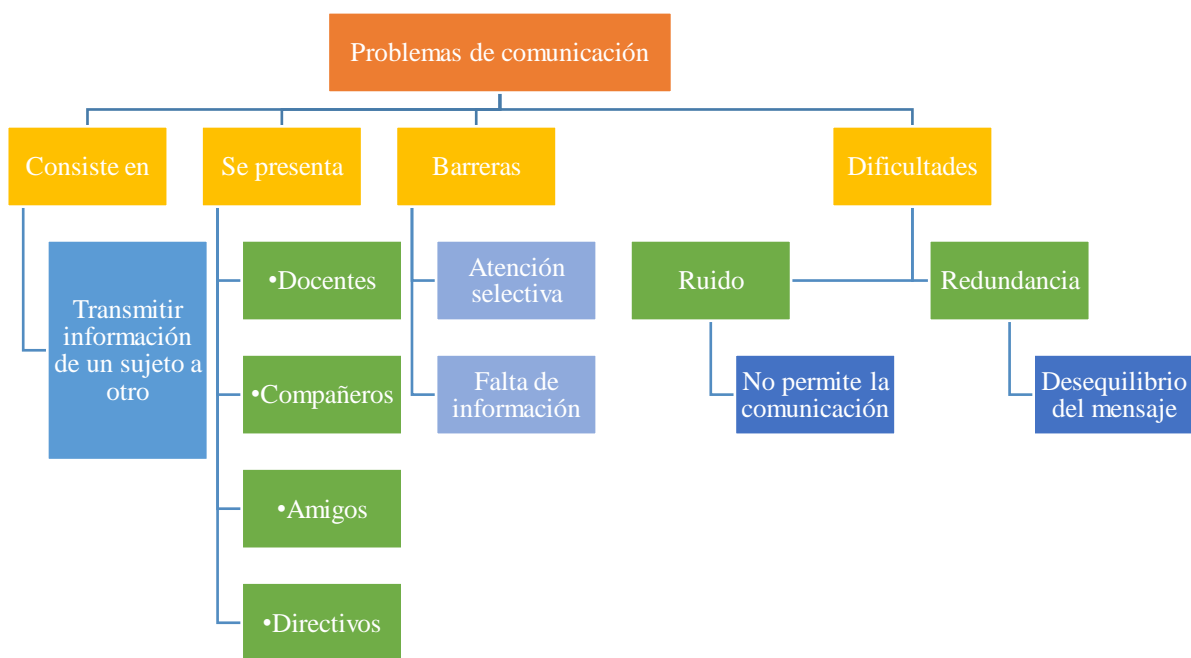 Problemas de comunicación
Consiste en
Transmitir
información
de un sujeto a
otro
Se presenta
•Docentes
•Compañeros
•Amigos
•Directivos
Barreras
Atención
selectiva
Falta de
información
Dificultades
Ruido
No permite la
comunicación
Redundancia
Desequilibrio
del mensaje